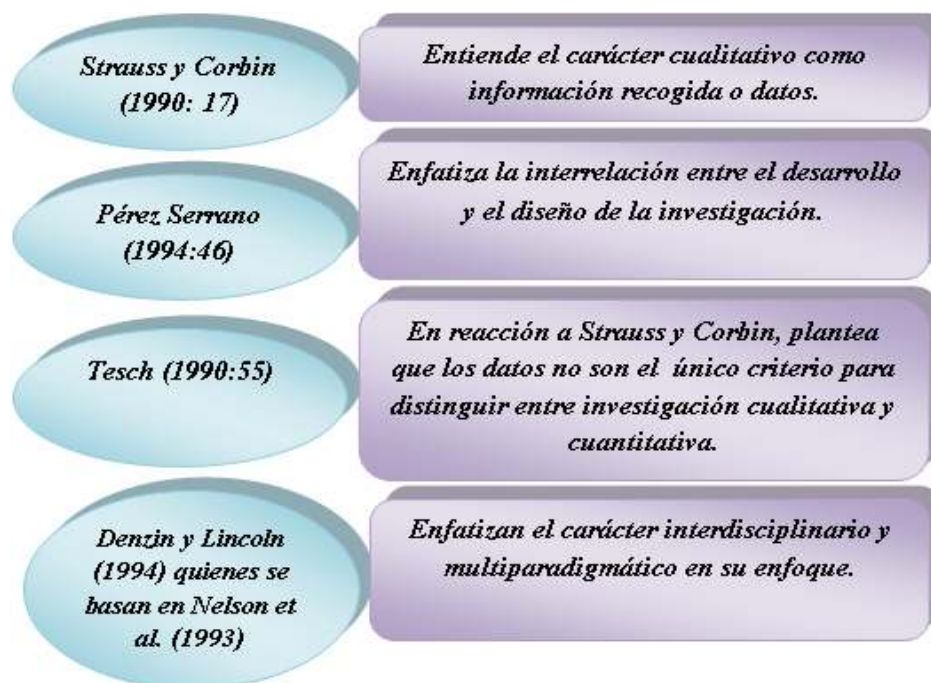 Strauss y Corbin
(1990: 17)
Entiende el carácter cualitativo como
información recogida o datos.
Pérez Serrano
(1994:46)
Enfatiza la interrelación entre el desarrollo
y el diseño de la investigación.
Tesch (1990:55)
En reacción a Strauss y Corbin, plantea
que los datos no son el único criterio para
distinguir entre investigación cualitativa y
cuantitativa.
Denzin y Lincoln
(1994) quienes se
basan en Nelson et
al. (1993)
Enfatizan el carácter interdisciplinario y
multiparadigmático en su enfoque.